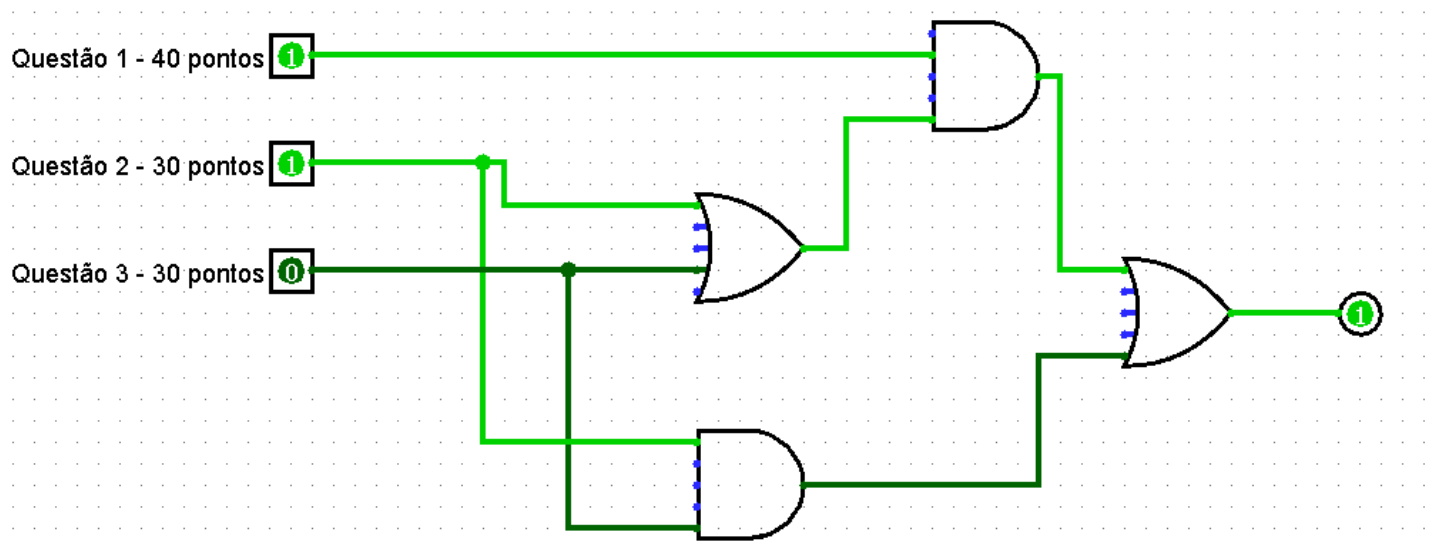 Questão 1 - 40 pontos 1
Questão 2 - 30 pontos 1
Questão 3 - 30 pontos 0
1